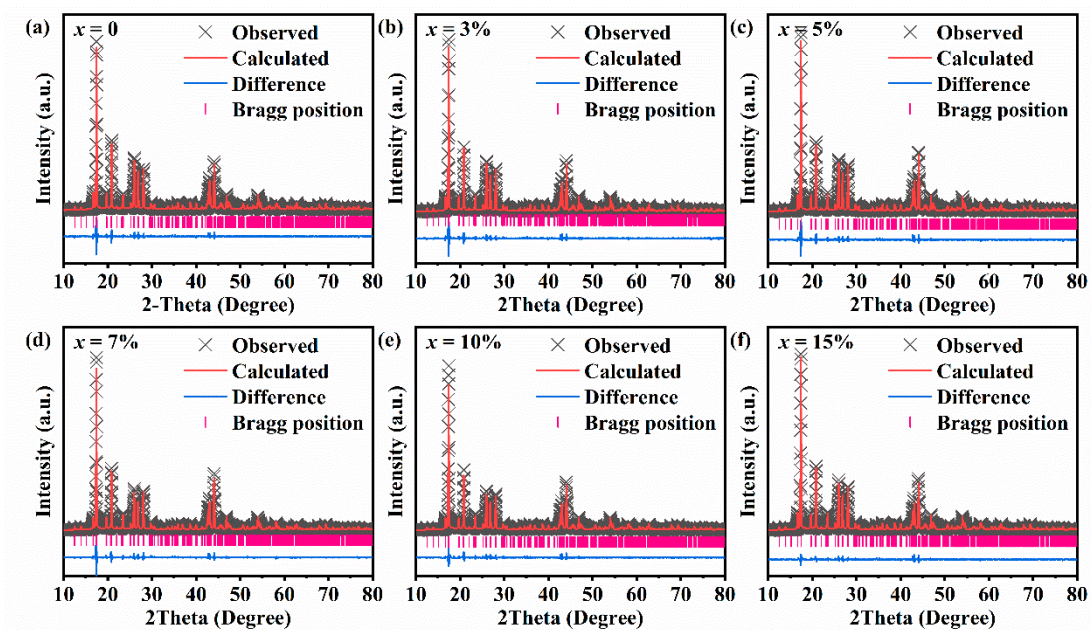 (a) x = 0
Observed
Calculated
Difference
Bragg position
Intensity (a.u.)
10 20 30 40 50 60 70 80
2-Theta (Degree)
(b) x = 3%
Observed
Calculated
Difference
Bragg position
Intensity (a.u.)
10 20 30 40 50 60 70 80
2Theta (Degree)
(c) x = 5%
Observed
Calculated
Difference
Bragg position
Intensity (a.u.)
10 20 30 40 50 60 70 80
2Theta (Degree)
(d) x = 7%
Observed
Calculated
Difference
Bragg position
Intensity (a.u.)
10 20 30 40 50 60 70 80
2Theta (Degree)
(e) x = 10%
Observed
Calculated
Difference
Bragg position
Intensity (a.u.)
10 20 30 40 50 60 70 80
2Theta (Degree)
(f) x = 15%
Observed
Calculated
Difference
Bragg position
Intensity (a.u.)
10 20 30 40 50 60 70 80
2Theta (Degree)